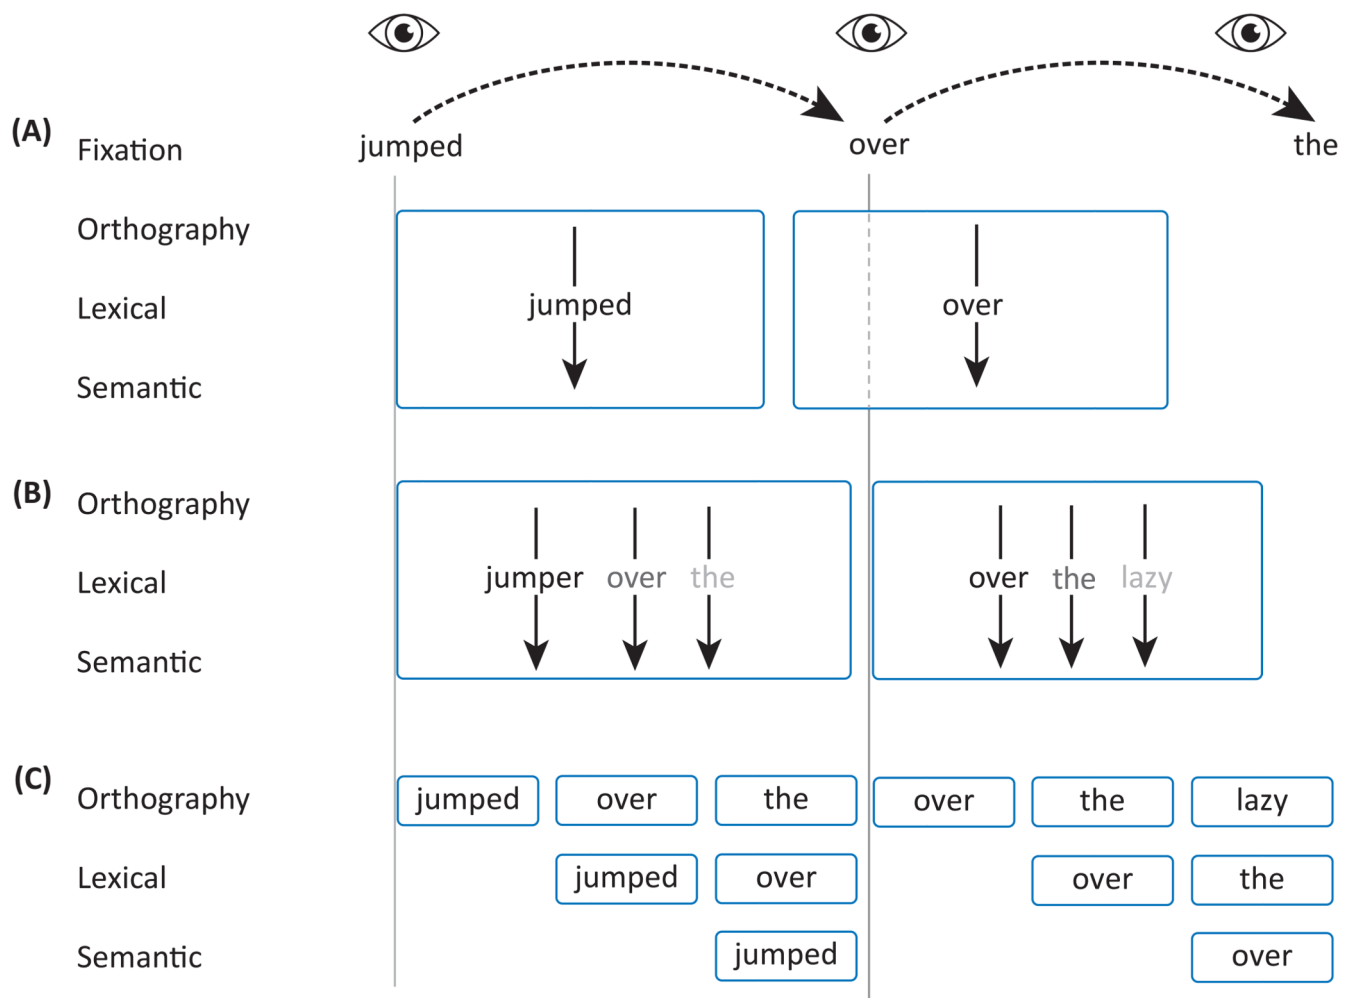 (A)
Fixation jumped over the
Orthography
Lexical jumped over
Semantic
(B)
Orthography
Lexical jumper over the over the lazy
Semantic
(C)
Orthography jumped over the over the lazy
Lexical jumped over over the
Semantic jumped over